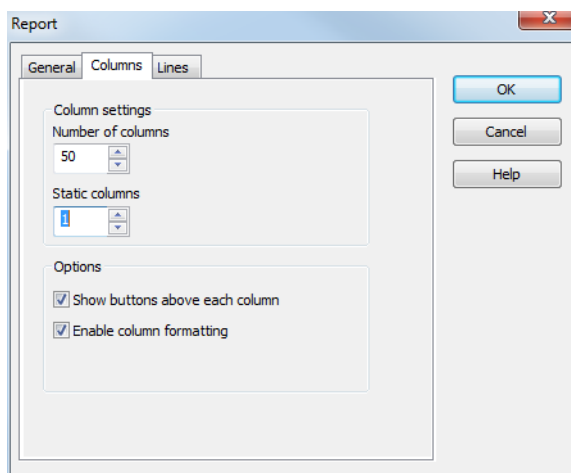 Report
General Columns Lines
OK
Cancel
Help
Column settings
Number of columns
50
Static columns
1
Options
Show buttons above each column
Enable column formatting